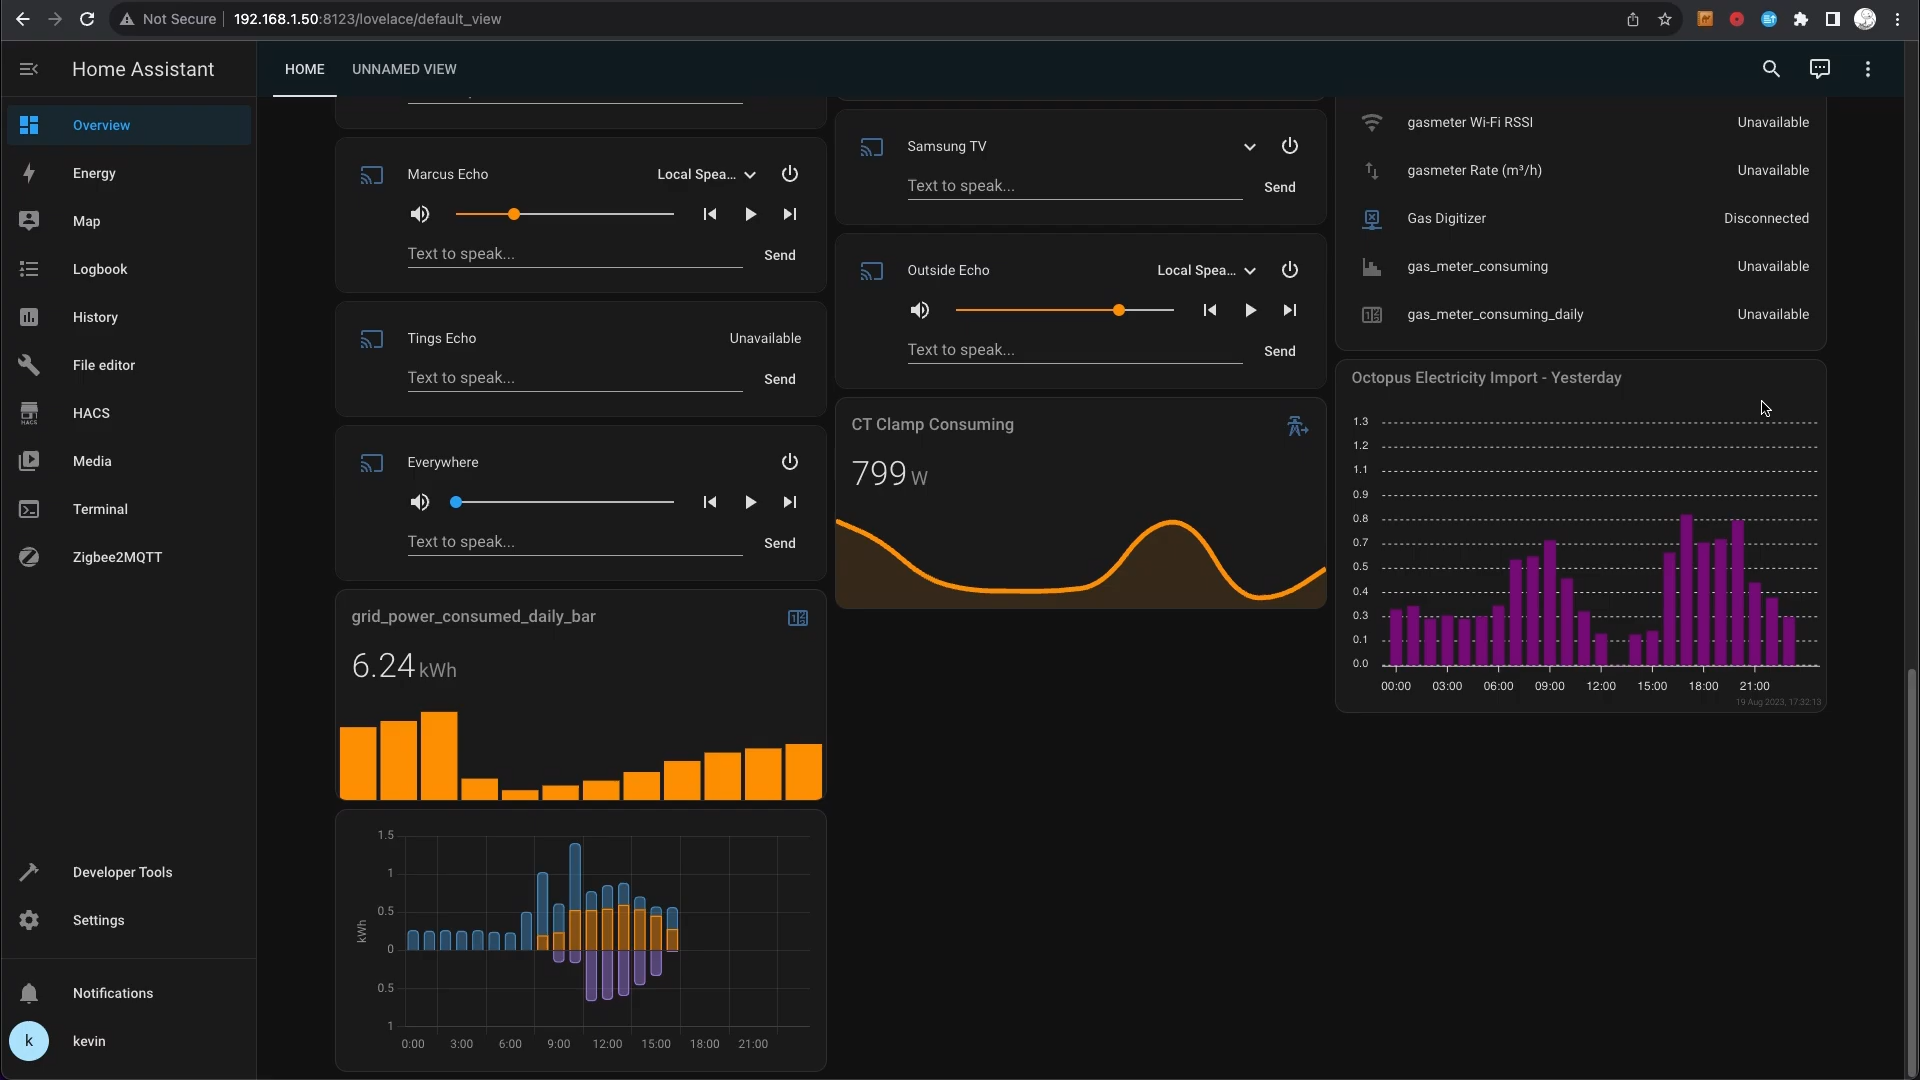 Not Secure
192.168.1.50:8123/lovelace/default_view
Home Assistant
HOME
UNNAMED VIEW
Overview
Energy
Map
Logbook
History
File editor
HACS
HACS
Media
Terminal
Zigbee2MQTT
Developer Tools
Settings
Notifications
k
kevin
Marcus Echo
Local Spea...
Text to speak...
Send
Tings Echo
Unavailable
Text to speak...
Send
Everywhere
Text to speak...
Send
grid_power_consumed_daily_bar
6.24 kWh
1.5
1
0.5
0
0.5
1
kWh
0:00 3:00 6:00 9:00 12:00 15:00 18:00 21:00
Samsung TV
Text to speak...
Send
Outside Echo
Local Spea...
Text to speak...
Send
CT Clamp Consuming
799 W
gasmeter Wi-Fi RSSI
Unavailable
gasmeter Rate (m³/h)
Unavailable
Gas Digitizer
Disconnected
gas_meter_consuming
Unavailable
gas_meter_consuming_daily
Unavailable
Octopus Electricity Import - Yesterday
1.3
1.2
1.1
0.9
0.8
0.7
0.5
0.4
0.3
0.1
0.0
00:00 03:00 06:00 09:00 12:00 15:00 18:00 21:00
19 Aug 2023, 17:32:13